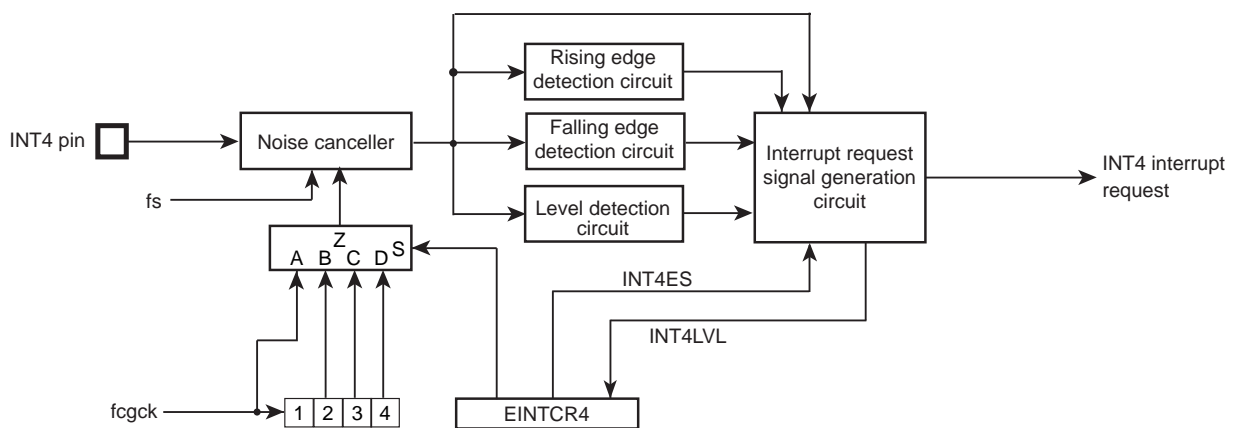 Rising edge
detection circuit
INT4 pin
Noise canceller
Falling edge
detection circuit
Interrupt request
signal generation
circuit
INT4 interrupt
request
fs
Level detection
circuit
Z
S
A B C D
INT4ES
INT4LVL
fcgck
1 2 3 4
EINTCR4